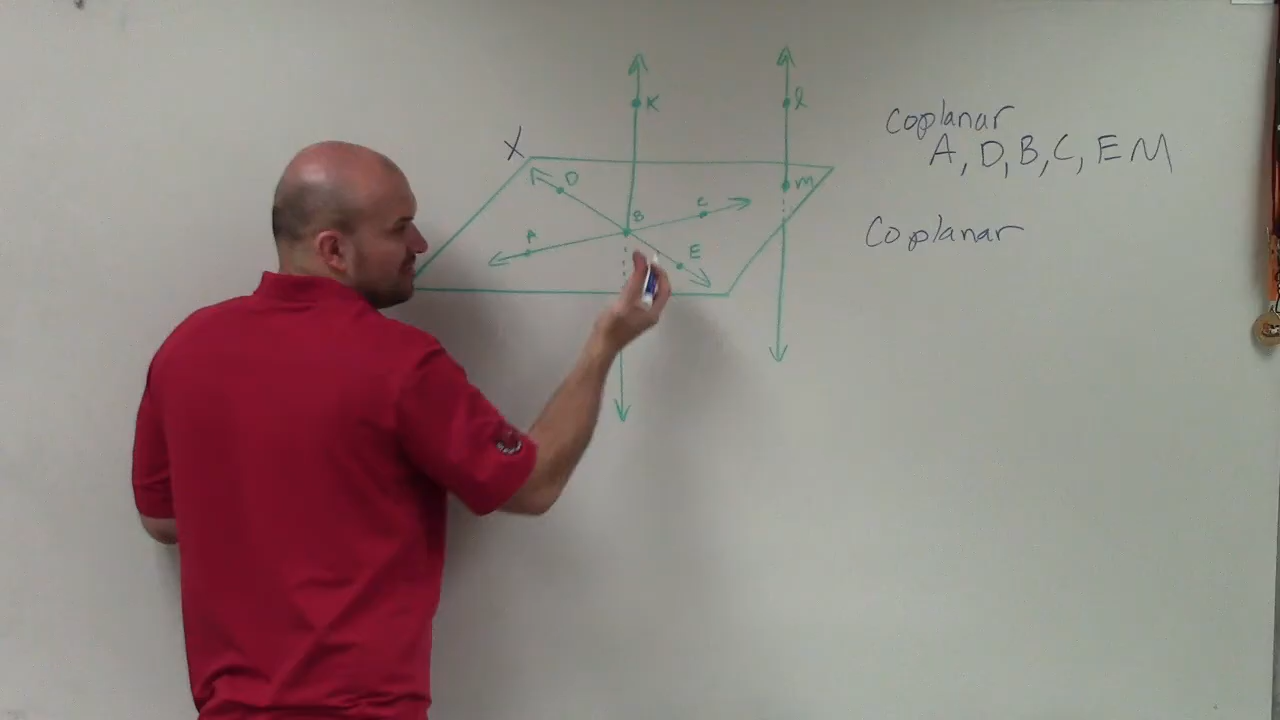 K
l
X
D
M
B
C
A
E
Coplanar
A, D, B, C, E M
Coplanar